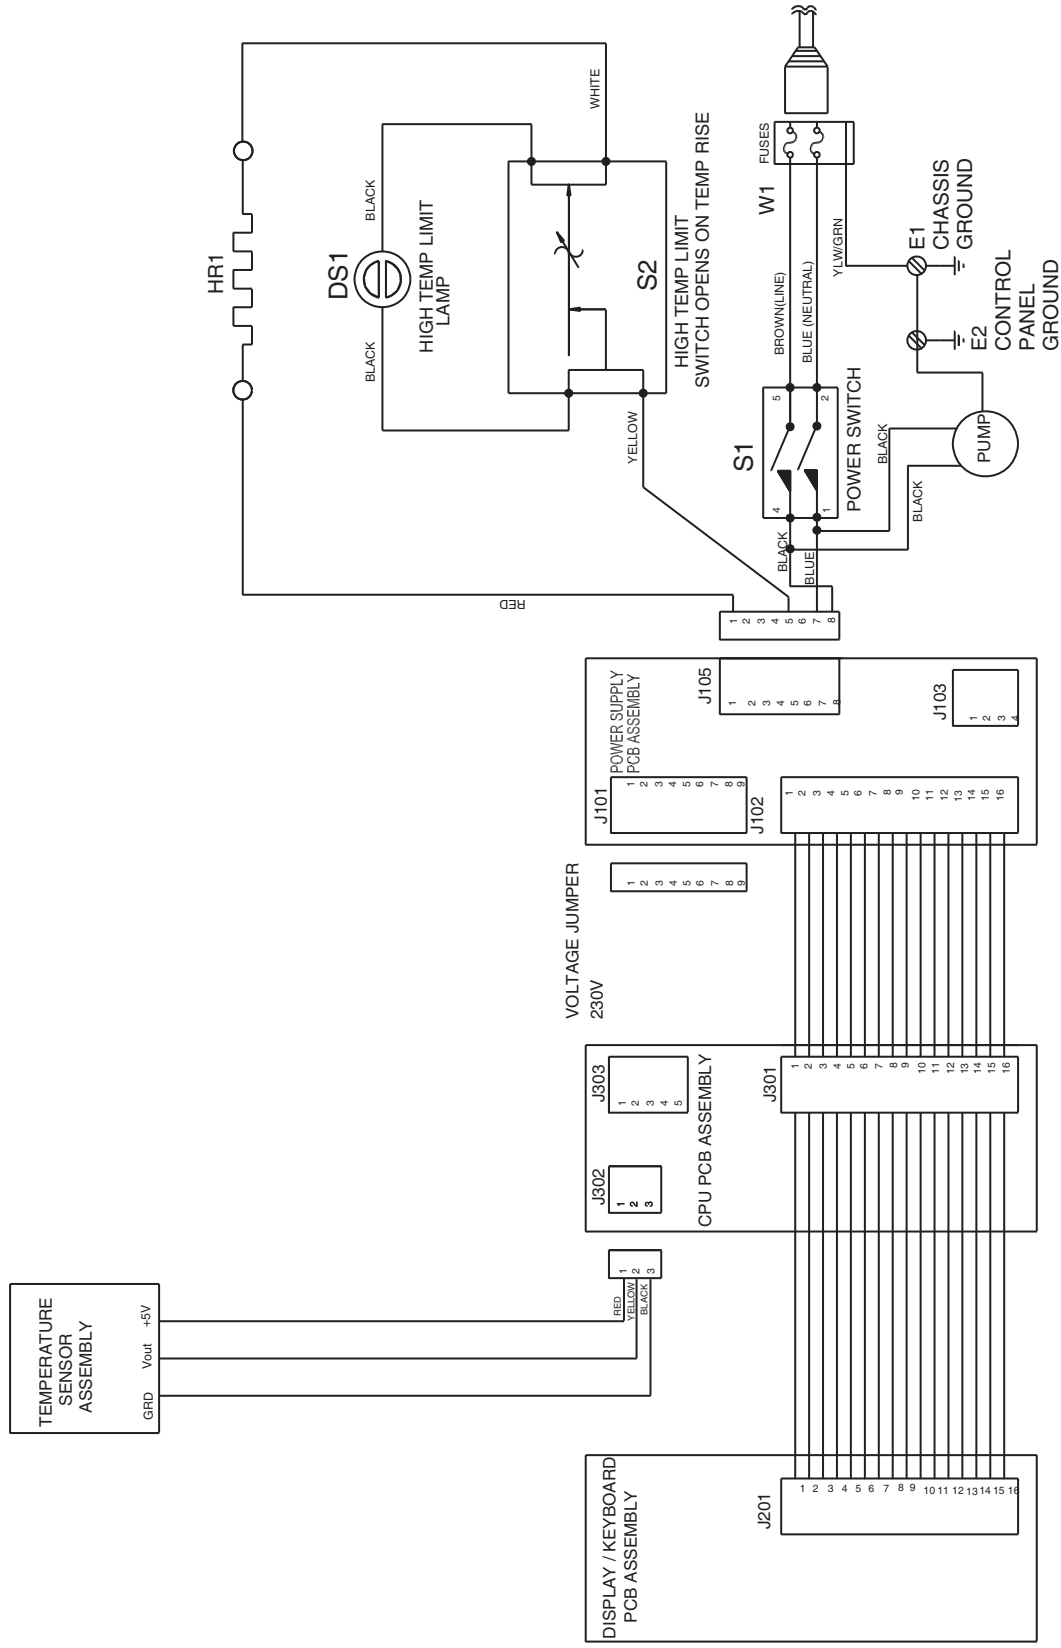 HR1
DS1
HIGH TEMP LIMIT
LAMP
BLACK
BLACK
WHITE
RED
YELLOW
S2
HIGH TEMP LIMIT
SWITCH OPENS ON TEMP RISE
FUSES
W1
BROWN(LINE)
BLUE (NEUTRAL)
YLW/GRN
E1
CHASSIS
GROUND
E2
CONTROL
PANEL
GROUND
S1
5
2
4
1
POWER SWITCH
BLACK
BLUE
BLACK
BLACK
PUMP
1
2
3
4
5
6
7
8
J105
1
2
3
4
5
6
7
8
POWER SUPPLY
PCB ASSEMBLY
J103
1
2
3
4
J101
1
2
3
4
5
6
7
8
9
J102
1
2
3
4
5
6
7
8
9
10
11
12
13
14
15
16
1
2
3
4
5
6
7
8
9
VOLTAGE JUMPER
230V
J303
1
2
3
4
5
J302
1
2
3
CPU PCB ASSEMBLY
J301
1
2
3
4
5
6
7
8
9
10
11
12
13
14
15
16
1
2
3
RED
YELLOW
BLACK
TEMPERATURE
SENSOR
ASSEMBLY
+5V
Vout
GRD
DISPLAY / KEYBOARD
PCB ASSEMBLY
J201
1
2
3
4
5
6
7
8
9
10
11
12
13
14
15
16